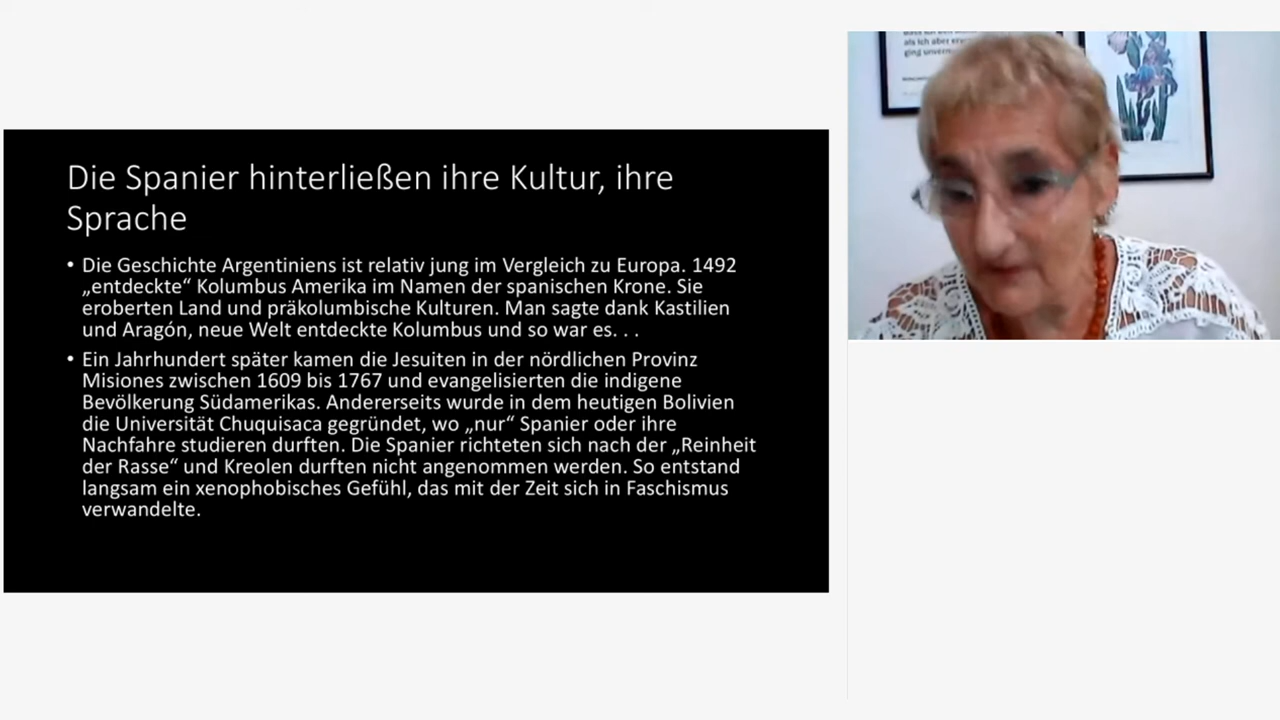 Die Spanier hinterließen ihre Kultur, ihre
Sprache
• Die Geschichte Argentiniens ist relativ jung im Vergleich zu Europa. 1492
„entdeckte“ Kolumbus Amerika im Namen der spanischen Krone. Sie
eroberten Land und präkolumbische Kulturen. Man sagte dank Kastilien
und Aragón, neue Welt entdeckte Kolumbus und so war es. . .
• Ein Jahrhundert später kamen die Jesuiten in der nördlichen Provinz
Misiones zwischen 1609 bis 1767 und evangelisierten die indigene
Bevölkerung Südamerikas. Andererseits wurde in dem heutigen Bolivien
die Universität Chuquisaca gegründet, wo „nur“ Spanier oder ihre
Nachfahre studieren durften. Die Spanier richteten sich nach der „Reinheit
der Rasse“ und Kreolen durften nicht angenommen werden. So entstand
langsam ein xenophobisches Gefühl, das mit der Zeit sich in Faschismus
verwandelte.
als ich aber
ging